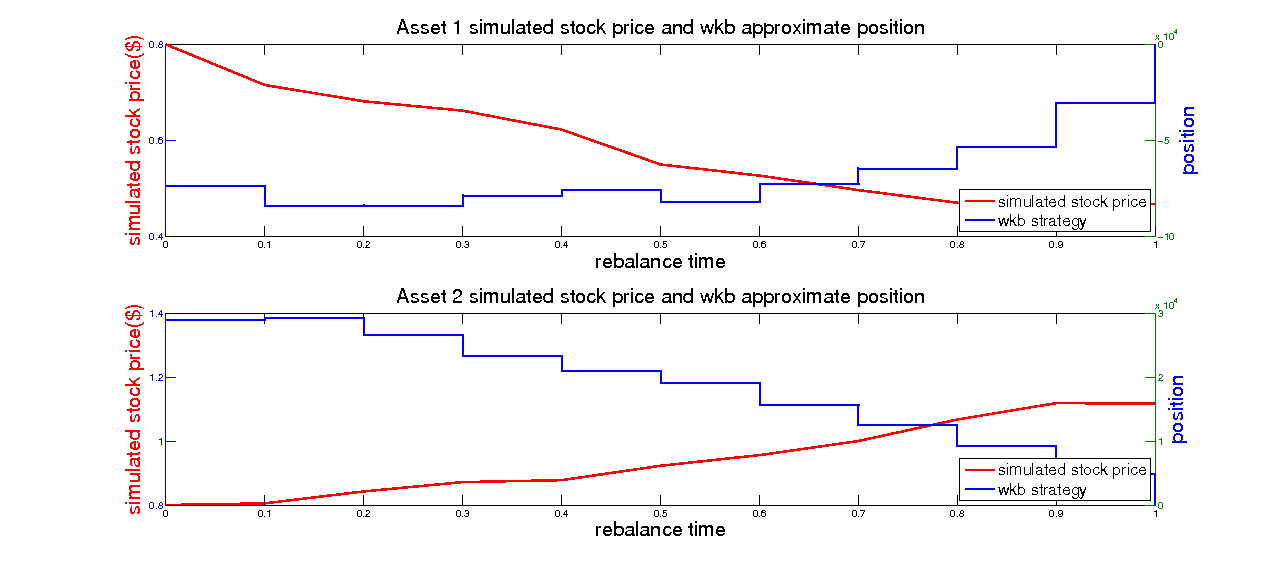 Asset 1 simulated stock price and wkb approximate position
simulated stock price($)
0.8
0.6
0.4
x 10^4
0
−5
−10
position
simulated stock price
wkb strategy
0 0.1 0.2 0.3 0.4 0.5 0.6 0.7 0.8 0.9 1
rebalance time
Asset 2 simulated stock price and wkb approximate position
simulated stock price($)
1.4
1.2
1
0.8
x 10^4
3
2
1
0
position
simulated stock price
wkb strategy
0 0.1 0.2 0.3 0.4 0.5 0.6 0.7 0.8 0.9 1
rebalance time